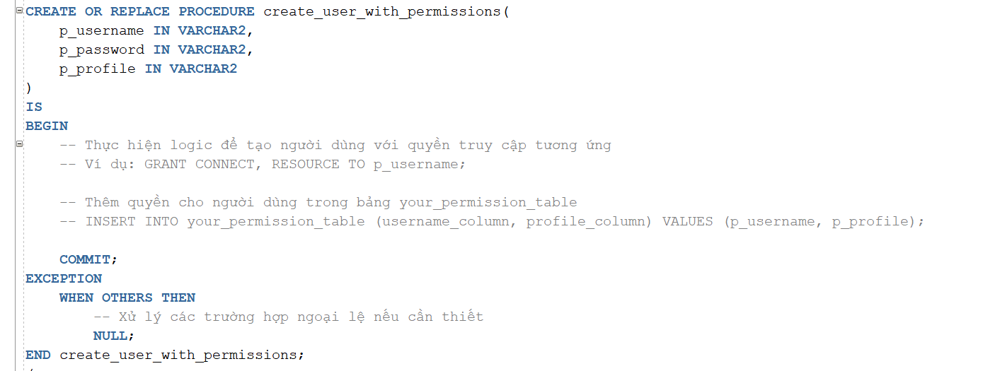 CREATE OR REPLACE PROCEDURE create_user_with_permissions(
    p_username IN VARCHAR2,
    p_password IN VARCHAR2,
    p_profile IN VARCHAR2
)
IS
BEGIN
    -- Thực hiện logic để tạo người dùng với quyền truy cập tương ứng
    -- Ví dụ: GRANT CONNECT, RESOURCE TO p_username;

    -- Thêm quyền cho người dùng trong bảng your_permission_table
    -- INSERT INTO your_permission_table (username_column, profile_column) VALUES (p_username, p_profile);

    COMMIT;
EXCEPTION
    WHEN OTHERS THEN
        -- Xử lý các trường hợp ngoại lệ nếu cần thiết
        NULL;
END create_user_with_permissions;